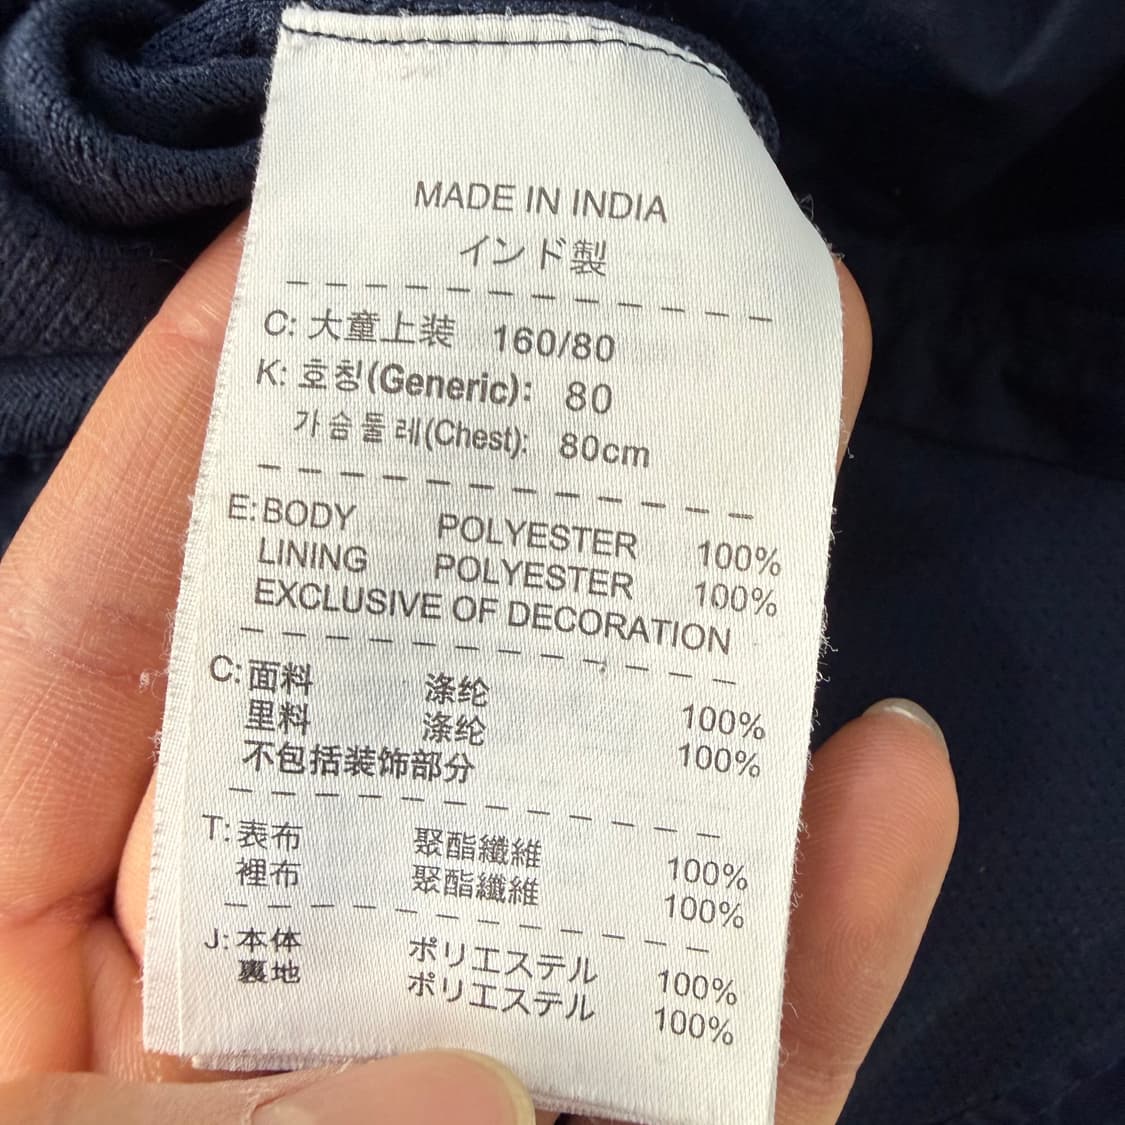 MADE IN INDIA
インド製
C: 大童上装 160/80
K: 호칭(Generic): 80
가슴둘레(Chest): 80cm
E: BODY POLYESTER 100%
LINING POLYESTER 100%
EXCLUSIVE OF DECORATION
C: 面料 涤纶 100%
里料 涤纶 100%
不包括装饰部分
T: 表布 聚酯纖維 100%
裡布 聚酯纖維 100%
J: 本体 ポリエステル 100%
裏地 ポリエステル 100%